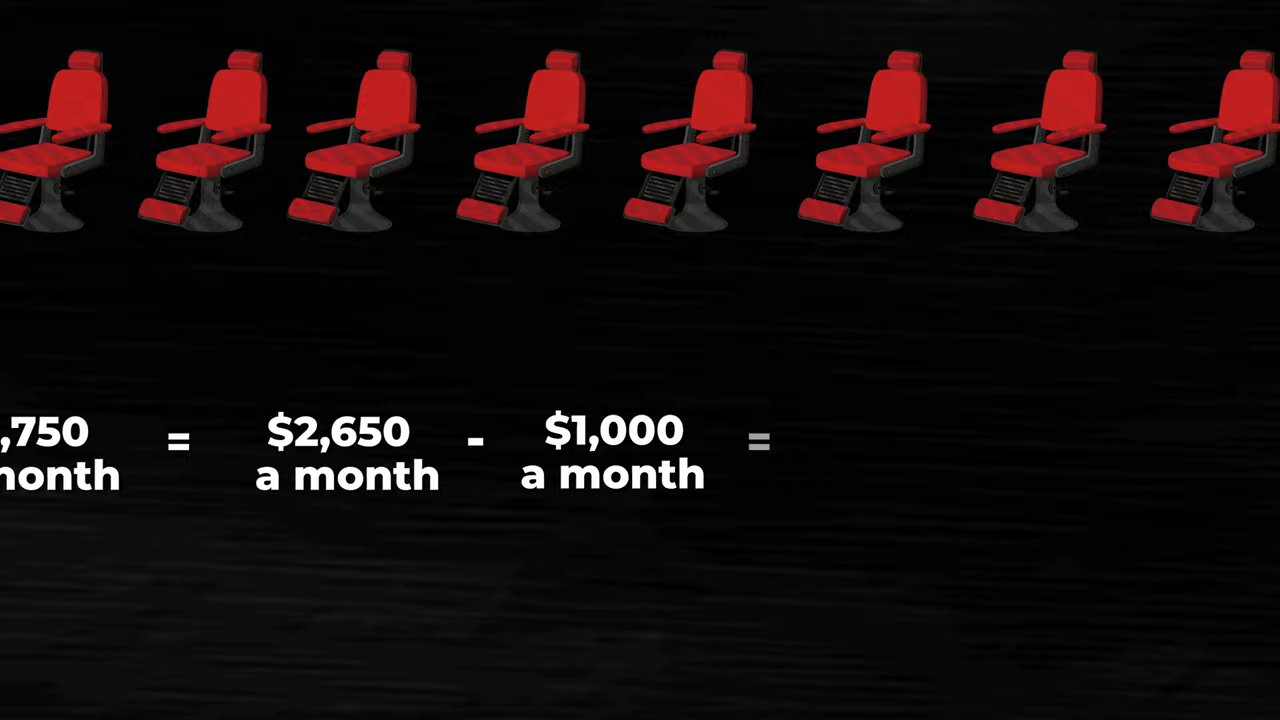 ,750 = $2,650 - $1,000 =
month a month a month